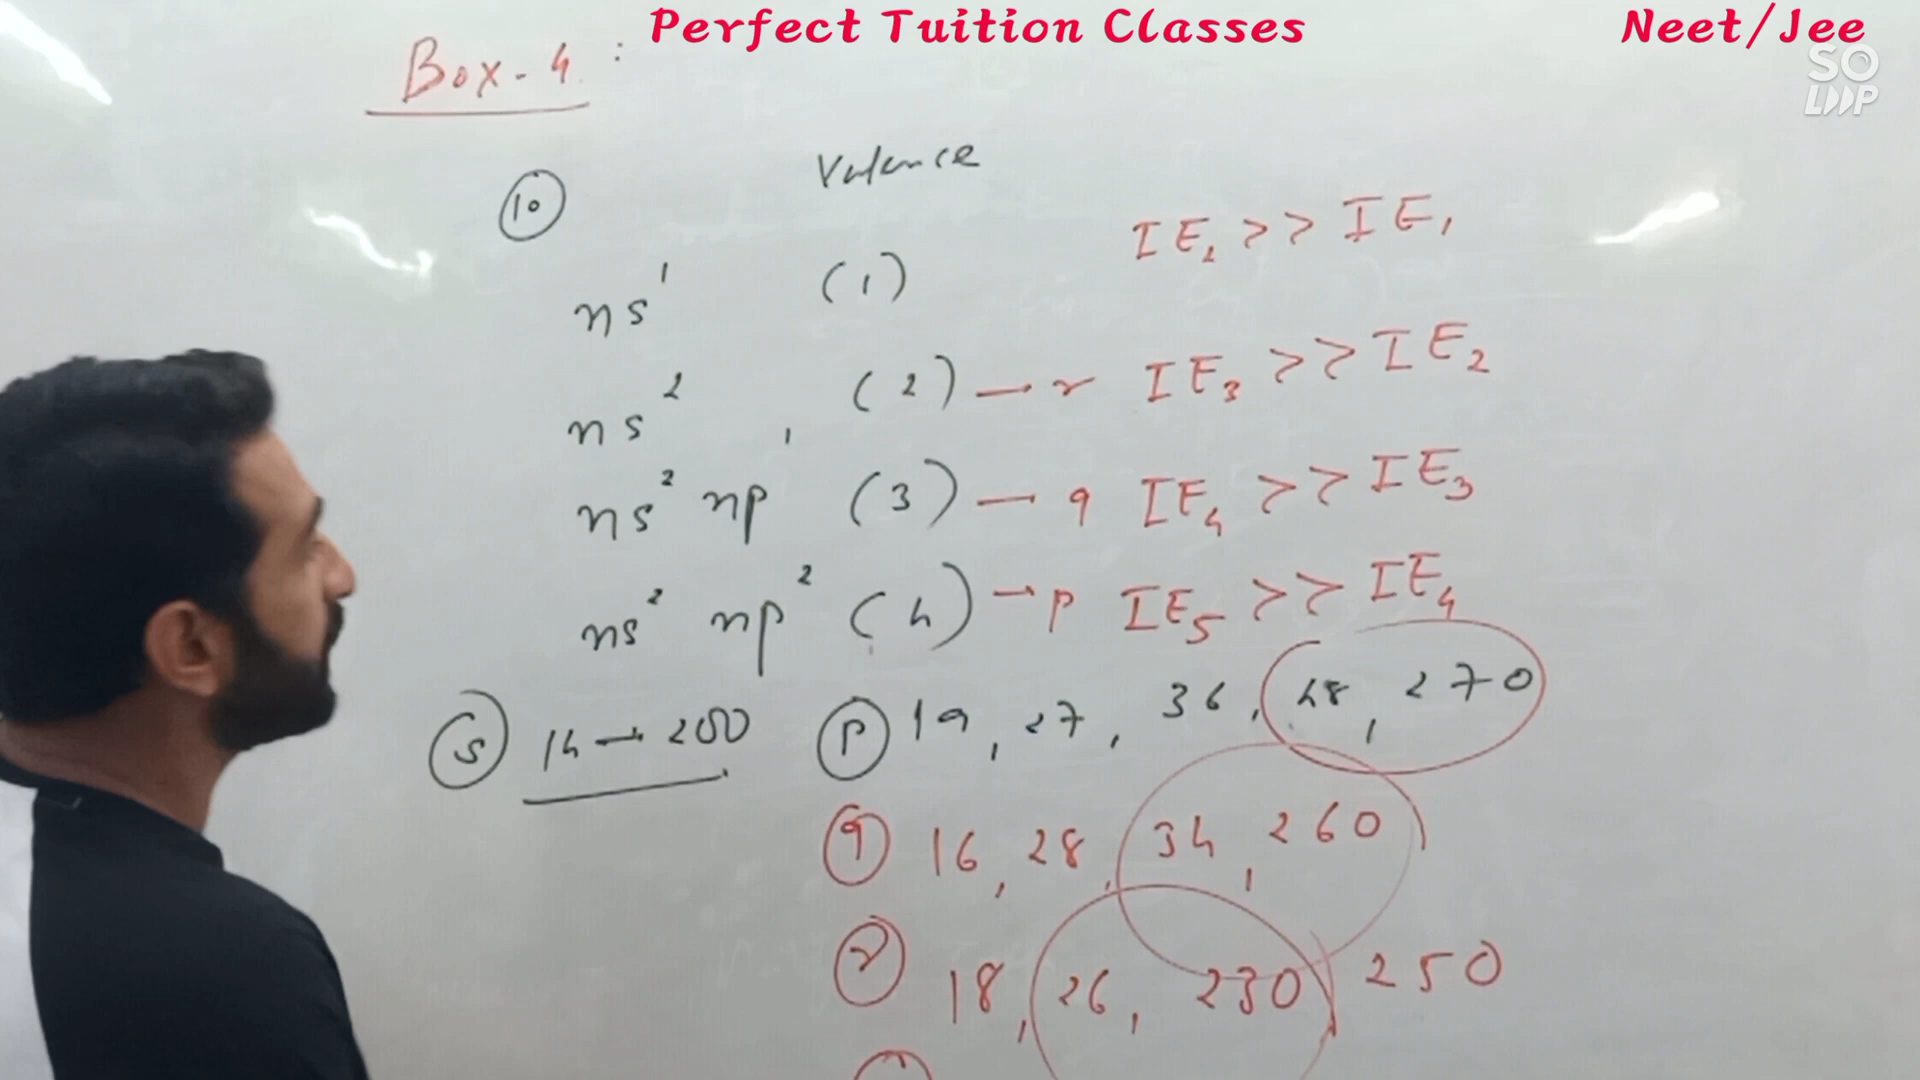 Perfect Tuition Classes Neet/Jee
SO
LOOP
Box-4 :
10 Valence
ns¹ (1) IE₂ >> IE₁
ns² (2) → r IE₃ >> IE₂
ns² np¹ (3) → q IE₄ >> IE₃
ns² np² (4) → p IE₅ >> IE₄
S 14 → 200 P 19, 27, 36, 48, 270
q 16, 28, 34, 260
r 18, 26, 230, 250